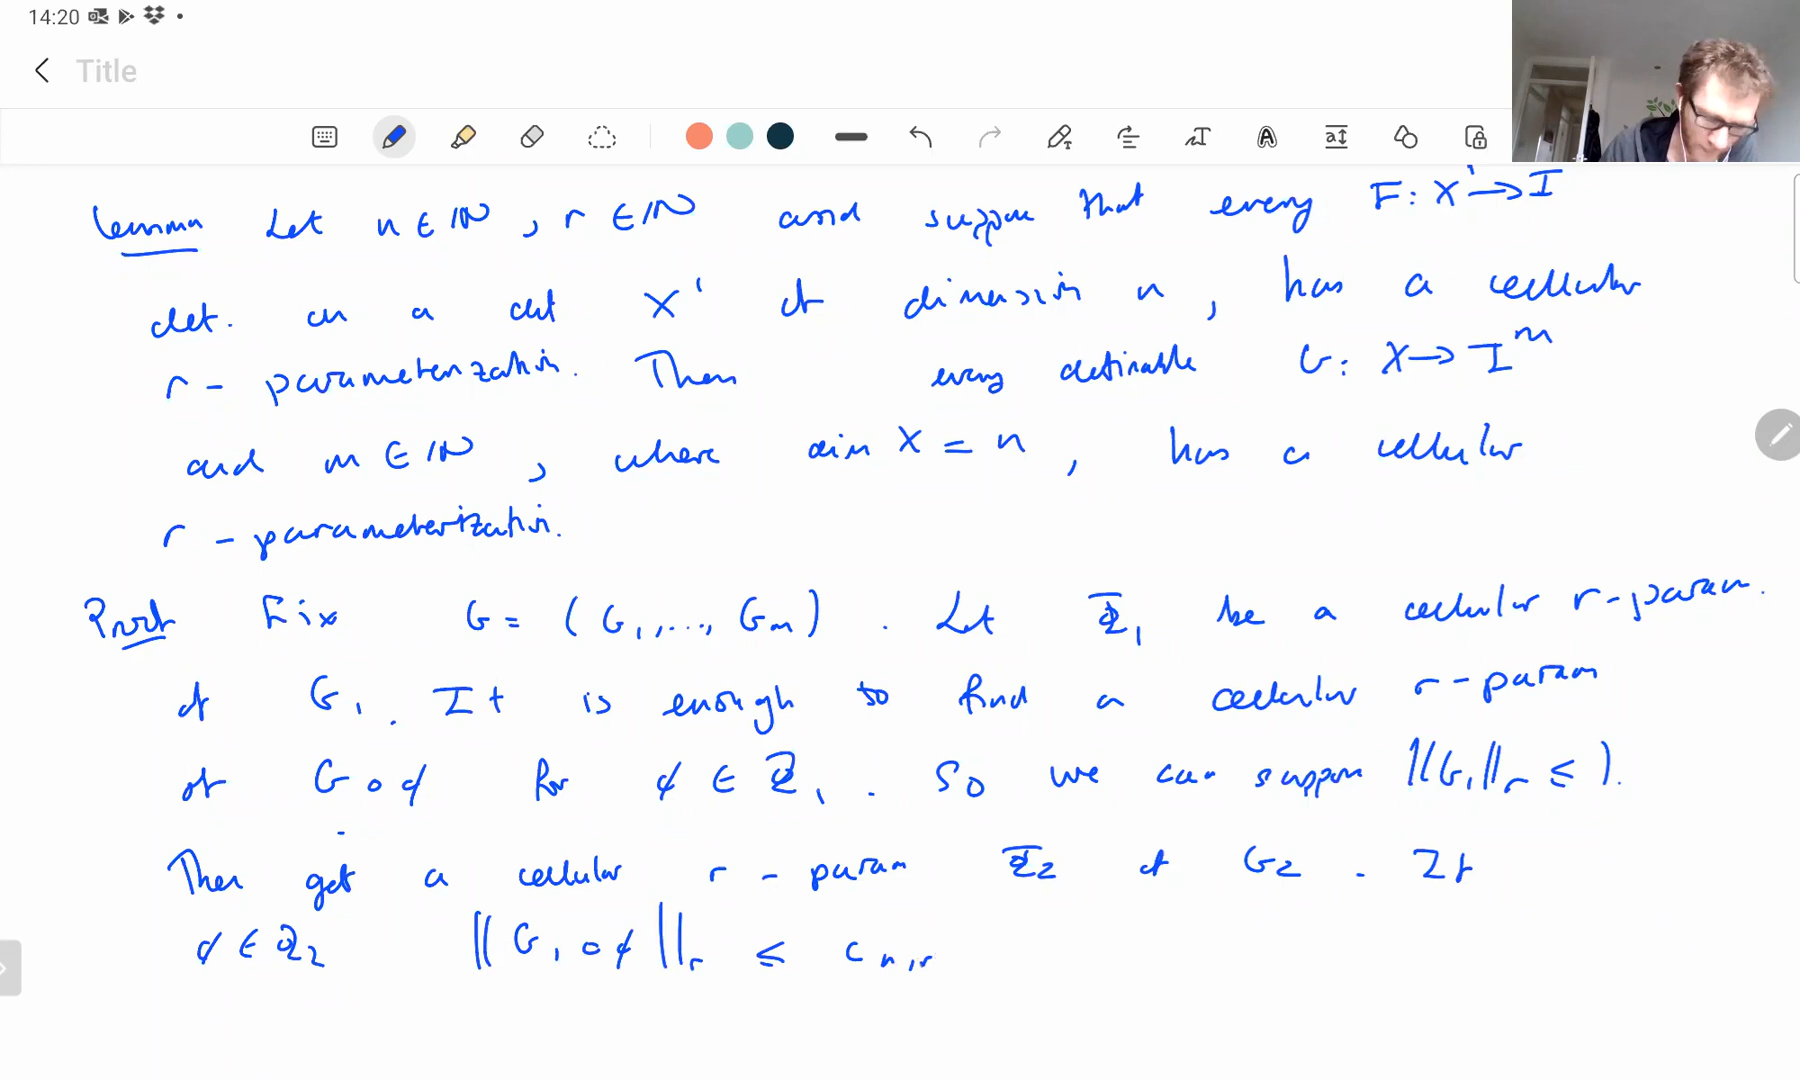 14:20
Title
Lemma Let n ∈ ℕ, r ∈ ℕ and suppose that every F: X' → I
def. on a def X' of dimension n, has a cellular
r-parameterization. Then every definable G: X → I^m
and m ∈ ℕ, where dim X = n, has a cellular
r-parameterization.
Proof Fix G = (G₁,..., Gₘ). Let Φ₁ be a cellular r-param.
of G₁. It is enough to find a cellular r-param
of G∘ϕ for ϕ ∈ Φ₁. So we can suppose ||G₁||ᵣ ≤ 1.
Then get a cellular r-param Φ₂ of G₂. If
ϕ ∈ Φ₂ ||G₁∘ϕ||ᵣ ≤ c_{n,r}